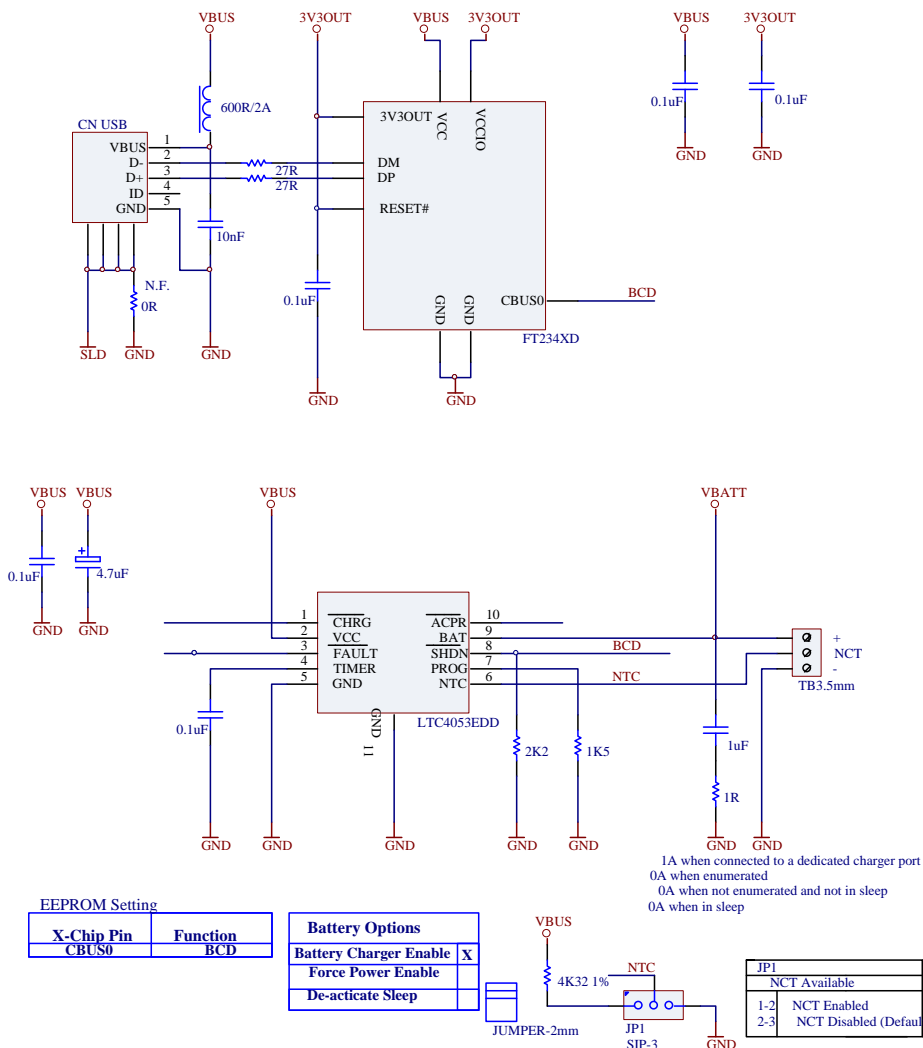 VBUS
3V3OUT
VBUS
3V3OUT
VBUS
3V3OUT
600R/2A
0.1uF
0.1uF
GND
GND
CN USB
VBUS 1
D- 2
D+ 3
ID 4
GND 5
27R
27R
10nF
N.F.
0R
SLD
GND
GND
0.1uF
GND
3V3OUT
VCC
VCCIO
DM
DP
RESET#
CBUS0
BCD
GND
GND
FT234XD
GND
VBUS
VBUS
VBUS
VBATT
0.1uF
4.7uF
GND
GND
1 CHRG
2 VCC
3 FAULT
4 TIMER
5 GND
ACPR 10
BAT 9
SHDN 8
PROG 7
NTC 6
GND
11
LTC4053EDD
BCD
NTC
+
NCT
-
TB3.5mm
0.1uF
2K2
1K5
1uF
1R
GND
GND
GND
GND
GND
GND
GND
1A when connected to a dedicated charger port
0A when enumerated
0A when not enumerated and not in sleep
0A when in sleep
EEPROM Setting
X-Chip Pin Function
CBUS0 BCD
Battery Options
Battery Charger Enable X
Force Power Enable
De-acticate Sleep
JUMPER-2mm
VBUS
4K32 1%
NTC
JP1
SIP-3
GND
JP1
NCT Available
1-2 NCT Enabled
2-3 NCT Disabled (Defaul